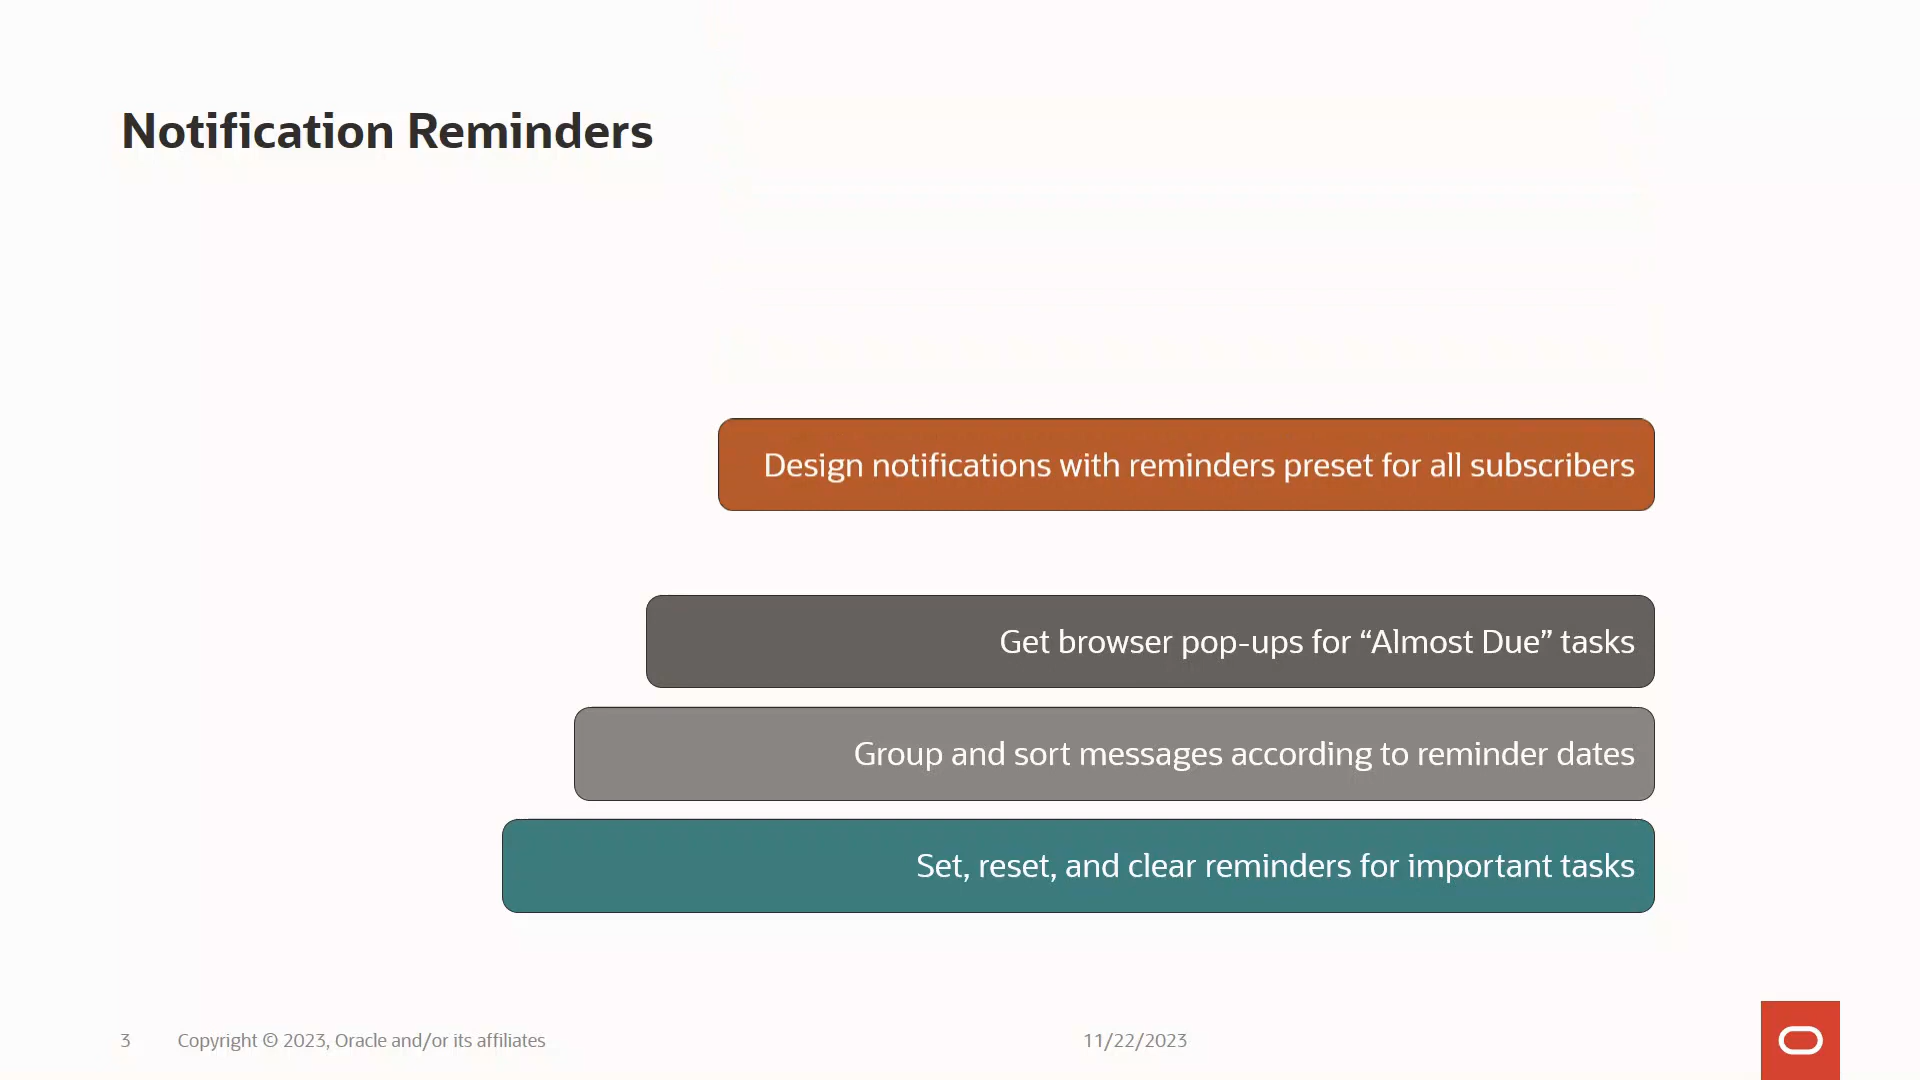 Notification Reminders
Design notifications with reminders preset for all subscribers
Get browser pop-ups for “Almost Due” tasks
Group and sort messages according to reminder dates
Set, reset, and clear reminders for important tasks
3 Copyright © 2023, Oracle and/or its affiliates 11/22/2023